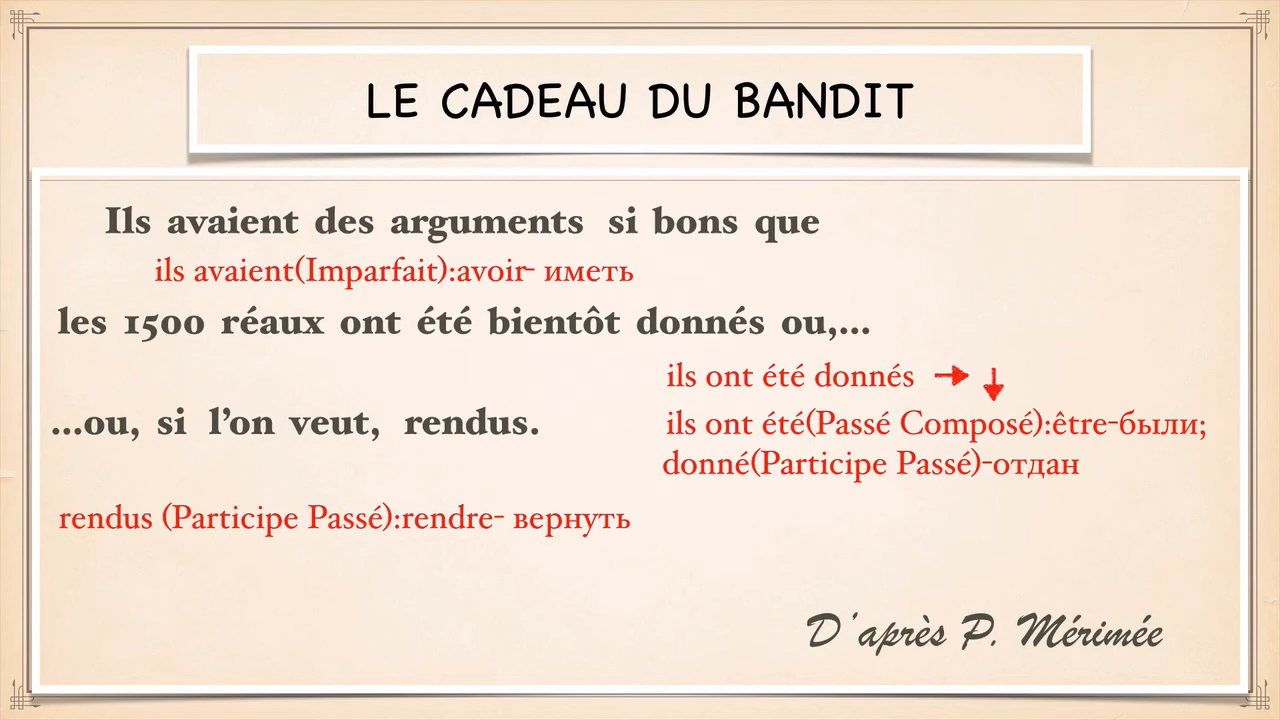 LE CADEAU DU BANDIT
Ils avaient des arguments si bons que
ils avaient(Imparfait):avoir- иметь
les 1500 réaux ont été bientôt donnés ou,...
ils ont été donnés
...ou, si l’on veut, rendus.
ils ont été(Passé Composé):être-были;
donné(Participe Passé)-отдан
rendus (Participe Passé):rendre- вернуть
D'après P. Mérimée